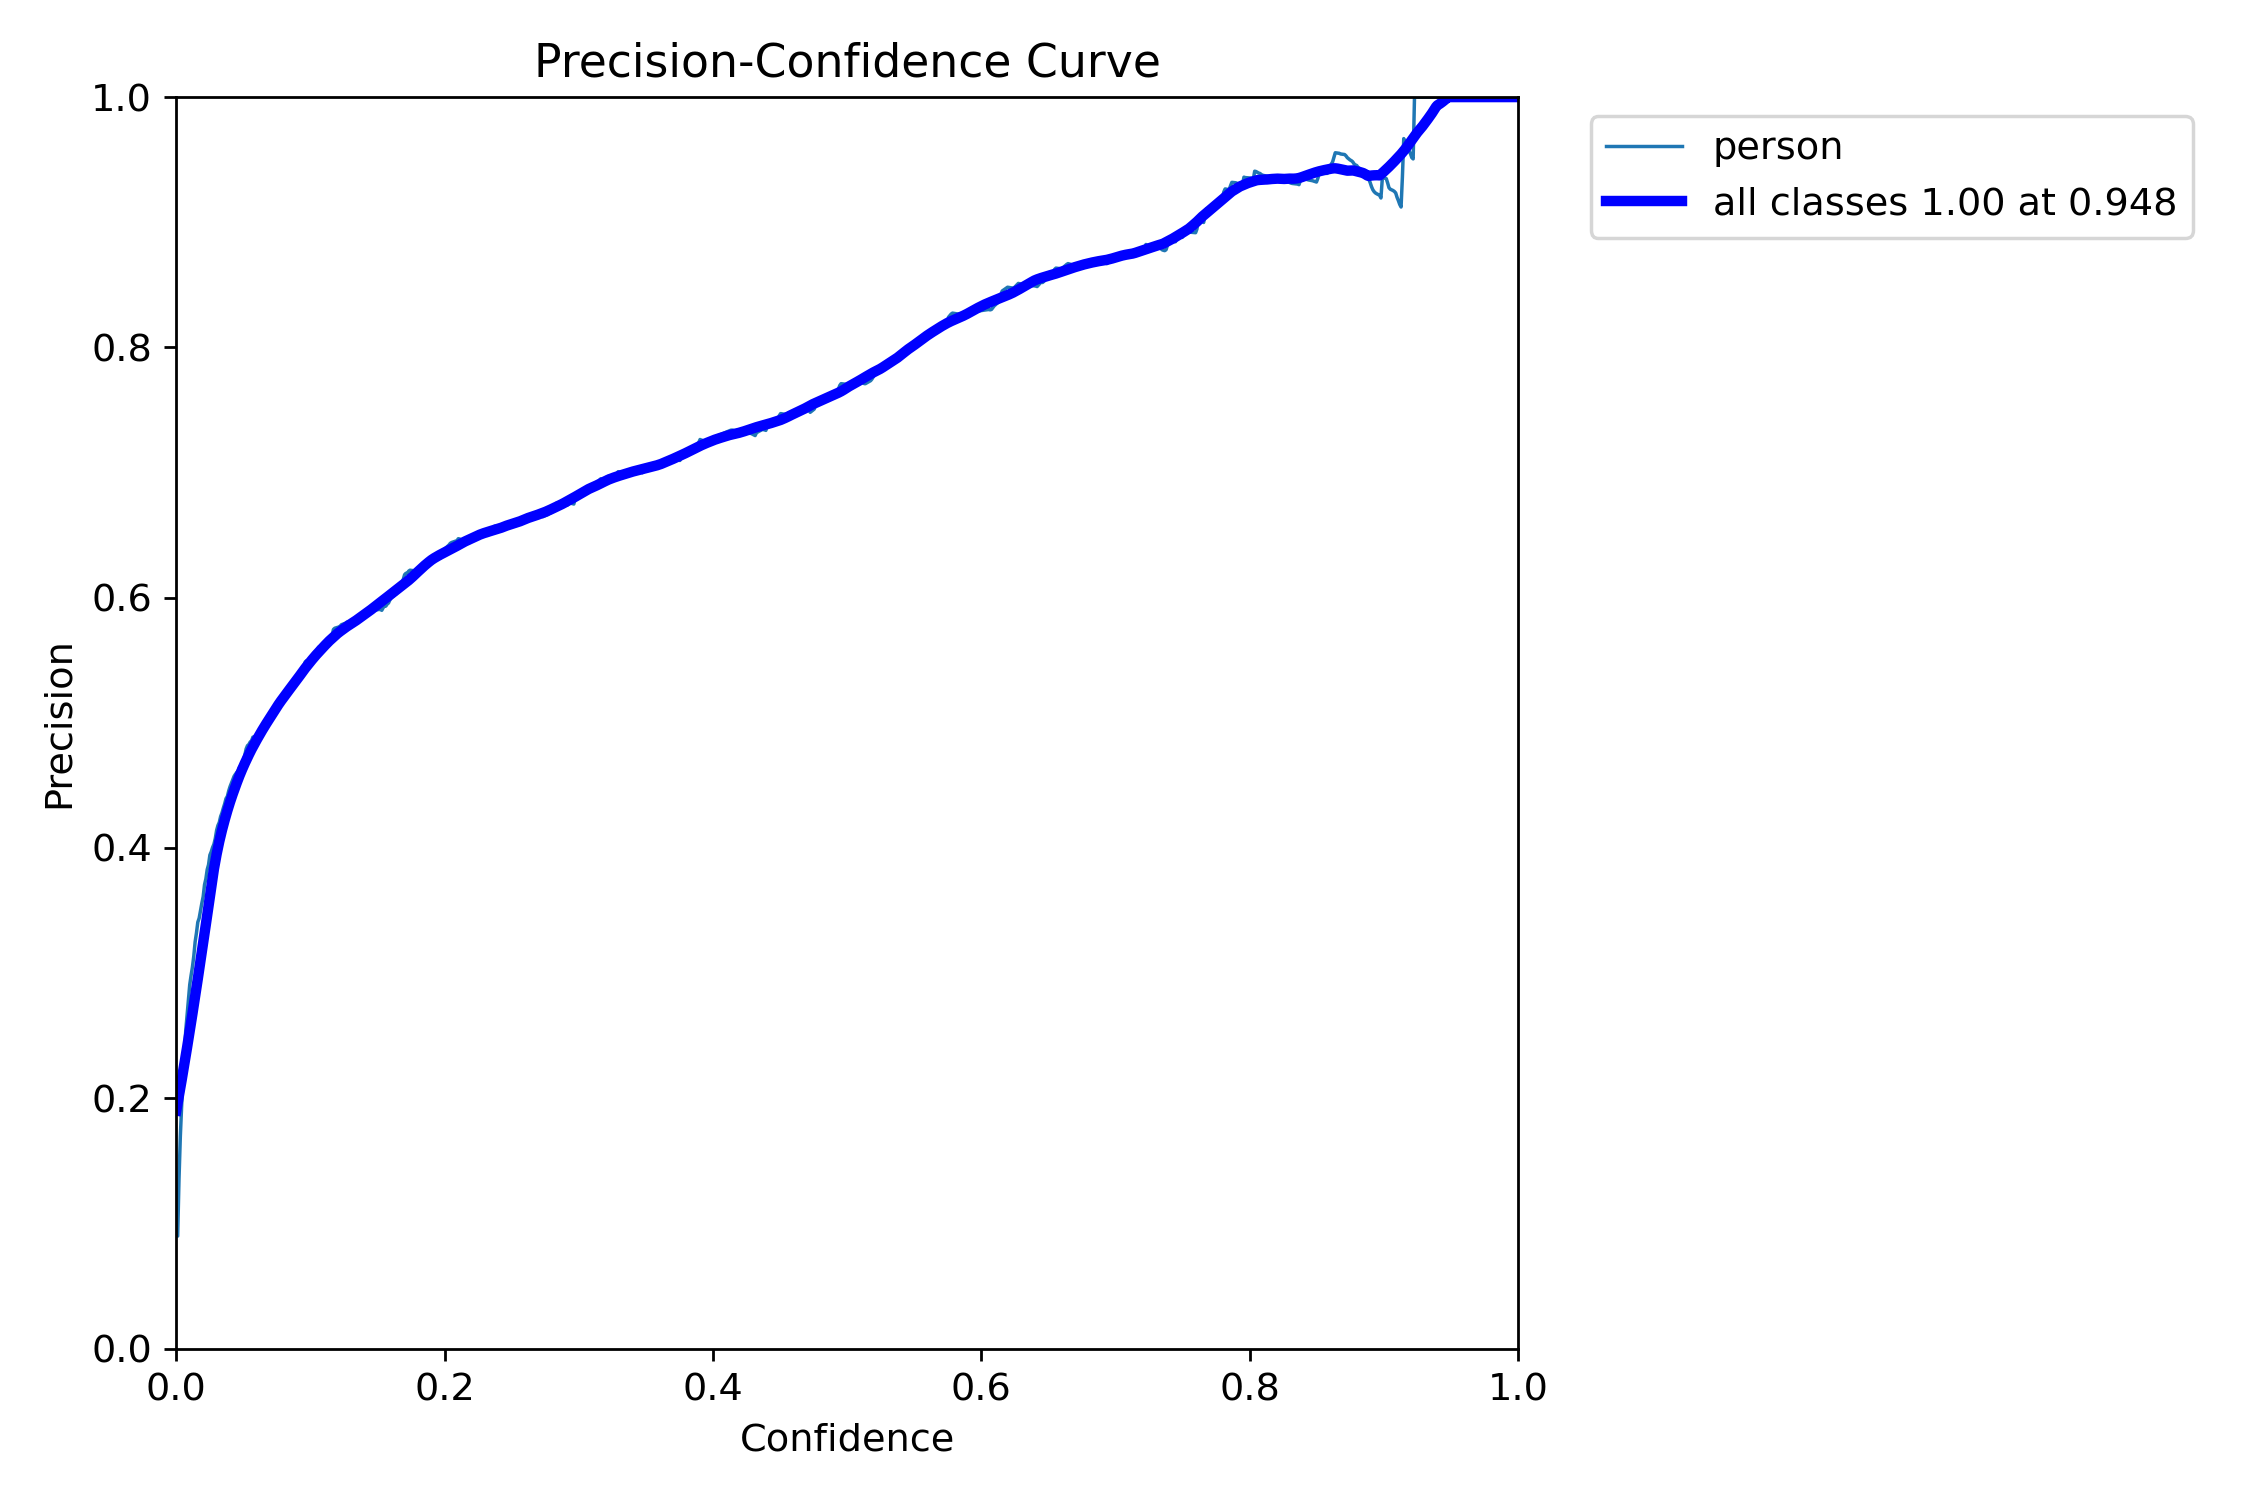 Precision-Confidence Curve
person
all classes 1.00 at 0.948
1.0
0.8
0.6
0.4
0.2
0.0
Precision
0.0 0.2 0.4 0.6 0.8 1.0
Confidence